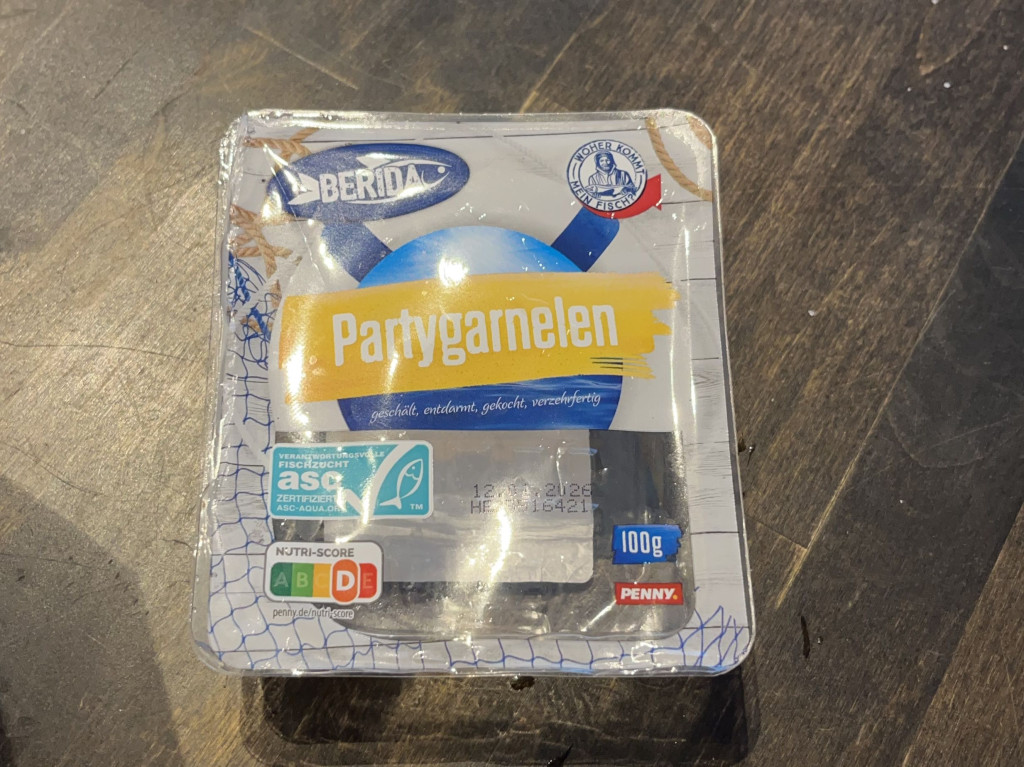 BERIDA
WOHER KOMMT
MEIN FISCH?
Partygarnelen
geschält, entdarmt, gekocht, verzehrfertig
VERANTWORTUNGSVOLLE
FISCHZUCHT
asc
ZERTIFIZIERT
ASC-AQUA.ORG
TM
NUTRI-SCORE
A B C D E
penny.de/nutri-score
100g
PENNY.